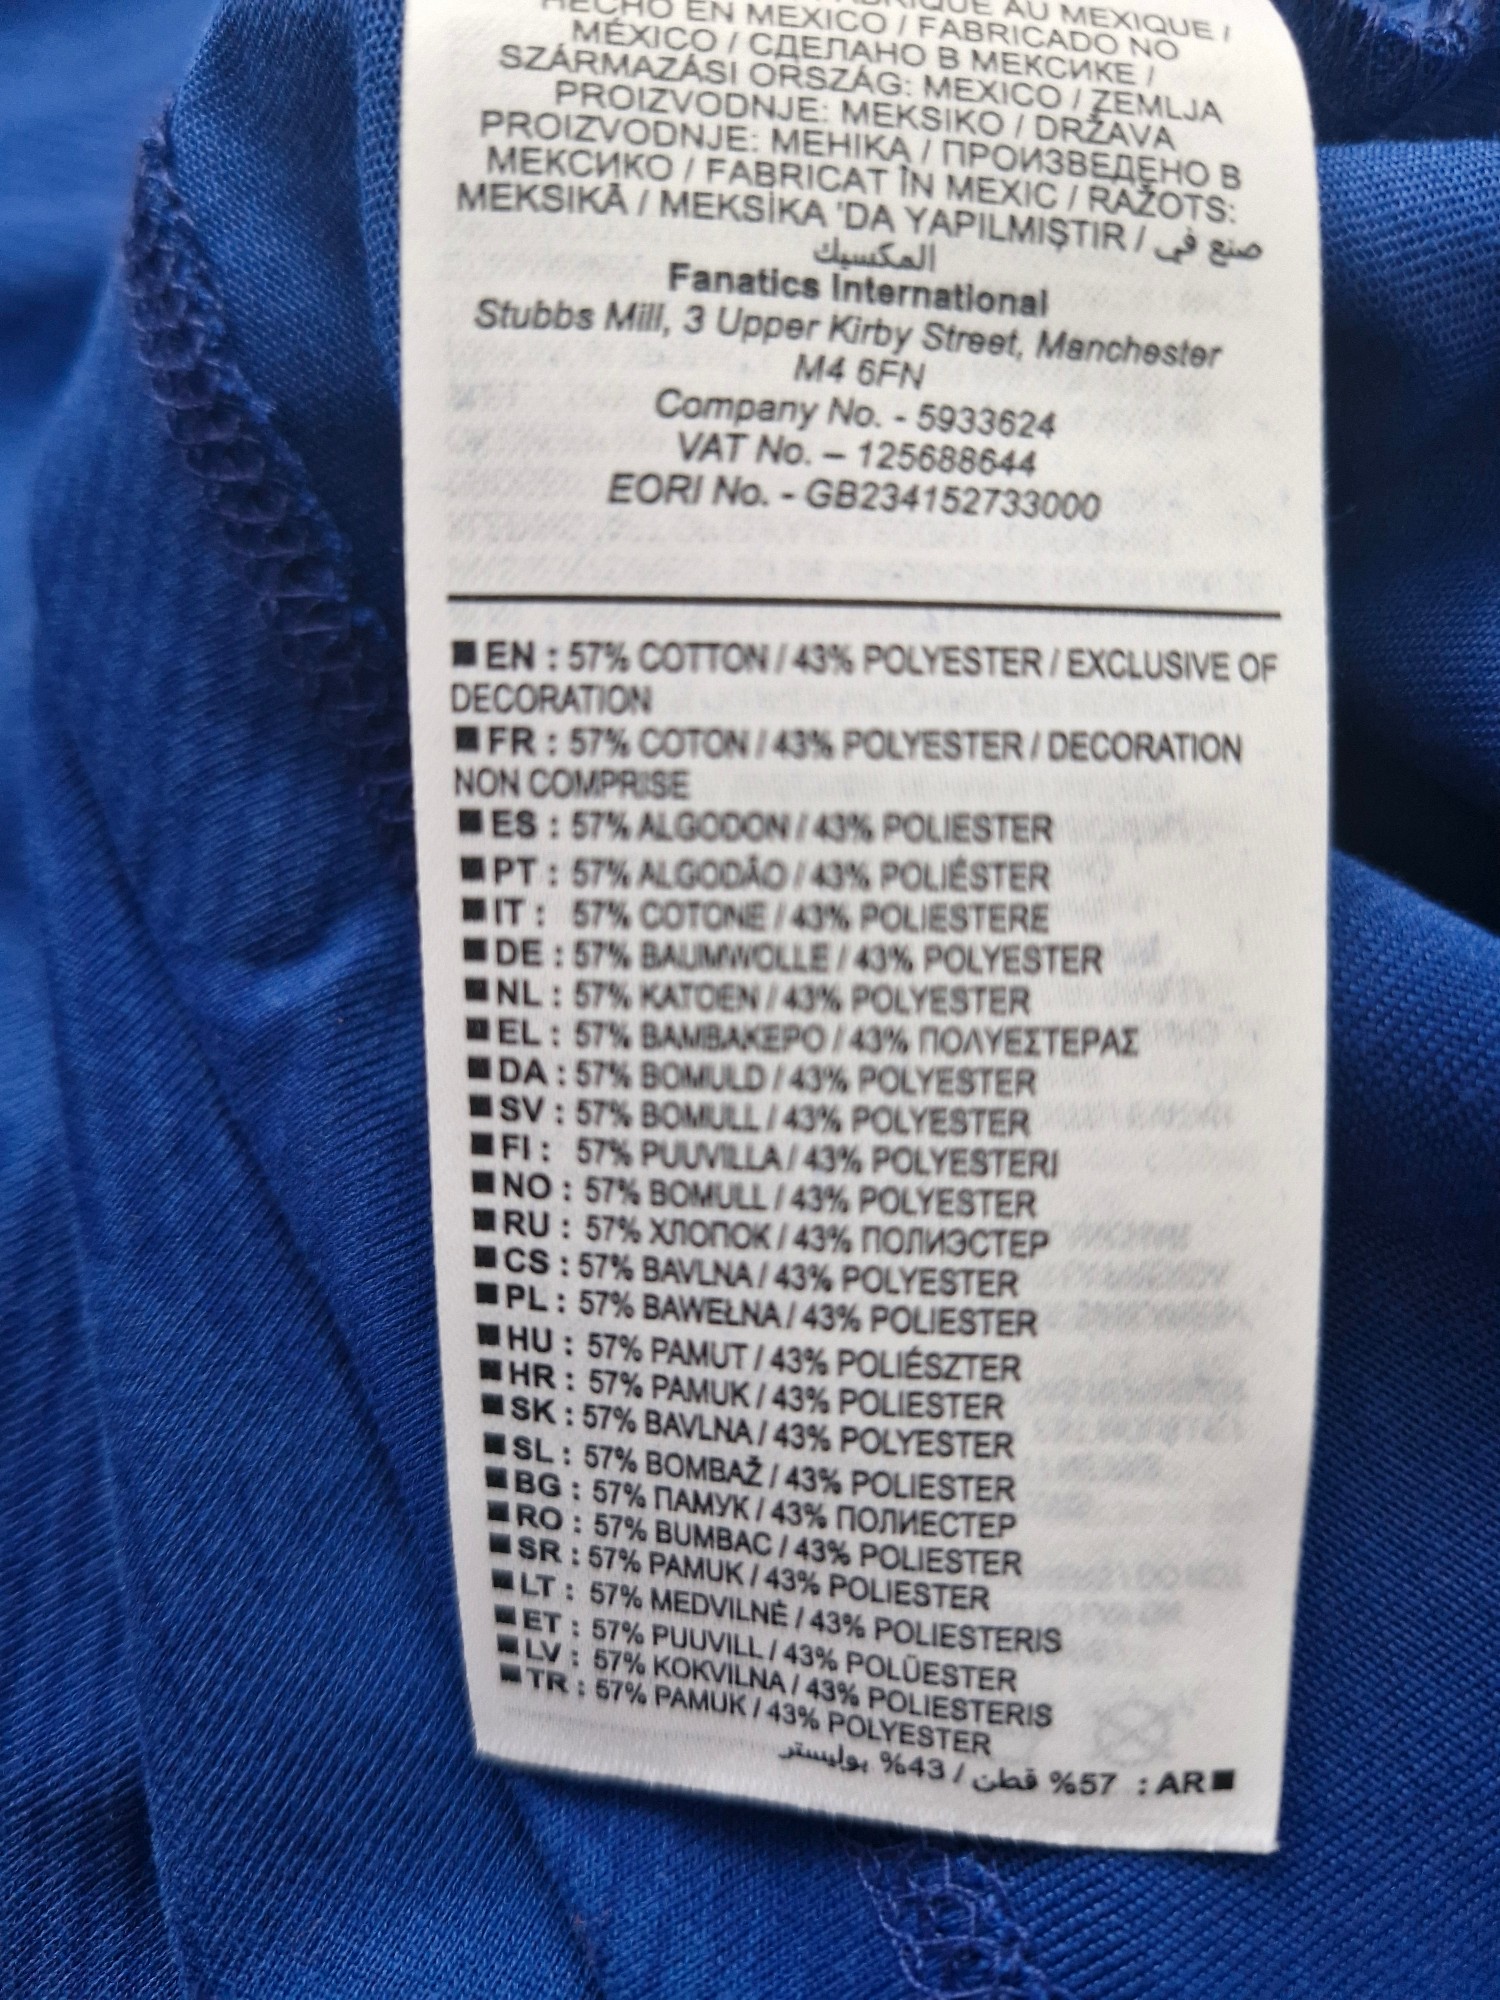 HECHO EN MÉXICO / FABRIQUÉ AU MEXIQUE /
MÉXICO / СДЕЛАНО В МЕКСИКЕ / FABRICADO NO
SZÁRMAZÁSI ORSZÁG: MEXICO / ZEMLJA
PROIZVODNJE: MEKSIKO / DRŽAVA
PROIZVODNJE: MEHIKA / ПРОИЗВЕДЕНО В
МЕКСИКО / FABRICAT ÎN MEXIC / RAŽOTS:
MEKSIKĀ / MEKSİKA 'DA YAPILMIŞTIR / صنع في
المكسيك
Fanatics International
Stubbs Mill, 3 Upper Kirby Street, Manchester
M4 6FN
Company No. - 5933624
VAT No. – 125688644
EORI No. - GB234152733000
■ EN : 57% COTTON / 43% POLYESTER / EXCLUSIVE OF
DECORATION
■ FR : 57% COTON / 43% POLYESTER / DECORATION
NON COMPRISE
■ ES : 57% ALGODON / 43% POLIESTER
■ PT : 57% ALGODÃO / 43% POLIÉSTER
■ IT : 57% COTONE / 43% POLIESTERE
■ DE : 57% BAUMWOLLE / 43% POLYESTER
■ NL : 57% KATOEN / 43% POLYESTER
■ EL : 57% ΒΑΜΒΑΚΕΡΟ / 43% ΠΟΛΥΕΣΤΕΡΑΣ
■ DA : 57% BOMULD / 43% POLYESTER
■ SV : 57% BOMULL / 43% POLYESTER
■ FI : 57% PUUVILLA / 43% POLYESTERI
■ NO : 57% BOMULL / 43% POLYESTER
■ RU : 57% ХЛОПОК / 43% ПОЛИЭСТЕР
■ CS : 57% BAVLNA / 43% POLYESTER
■ PL : 57% BAWEŁNA / 43% POLIESTER
■ HU : 57% PAMUT / 43% POLIÉSZTER
■ HR : 57% PAMUK / 43% POLIESTER
■ SK : 57% BAVLNA / 43% POLYESTER
■ SL : 57% BOMBAŽ / 43% POLIESTER
■ BG : 57% ПАМУК / 43% ПОЛИЕСТЕР
■ RO : 57% BUMBAC / 43% POLIESTER
■ SR : 57% PAMUK / 43% POLIESTER
■ LT : 57% MEDVILNĖ / 43% POLIESTERIS
■ ET : 57% PUUVILL / 43% POLÜESTER
■ LV : 57% KOKVILNA / 43% POLIESTERIS
■ TR : 57% PAMUK / 43% POLYESTER
■ AR : 57% قطن / 43% بوليستر